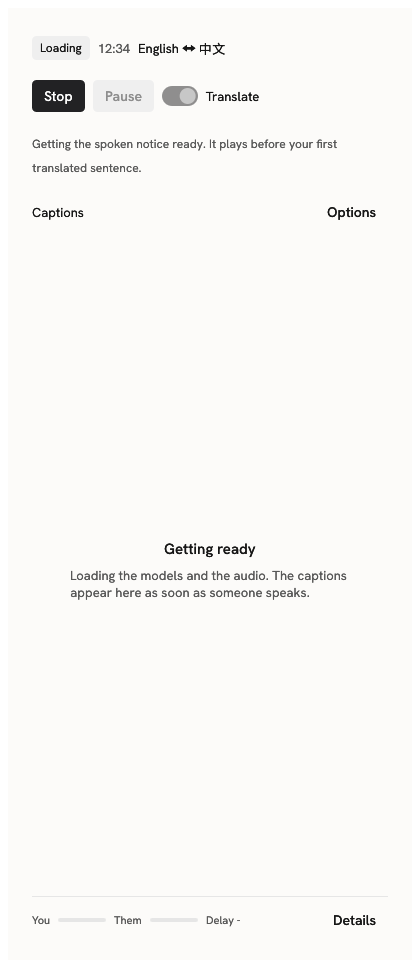 Loading 12:34 English ⬌ 中文
Stop Pause Translate
Getting the spoken notice ready. It plays before your first
translated sentence.
Captions Options
Getting ready
Loading the models and the audio. The captions
appear here as soon as someone speaks.
You Them Delay - Details